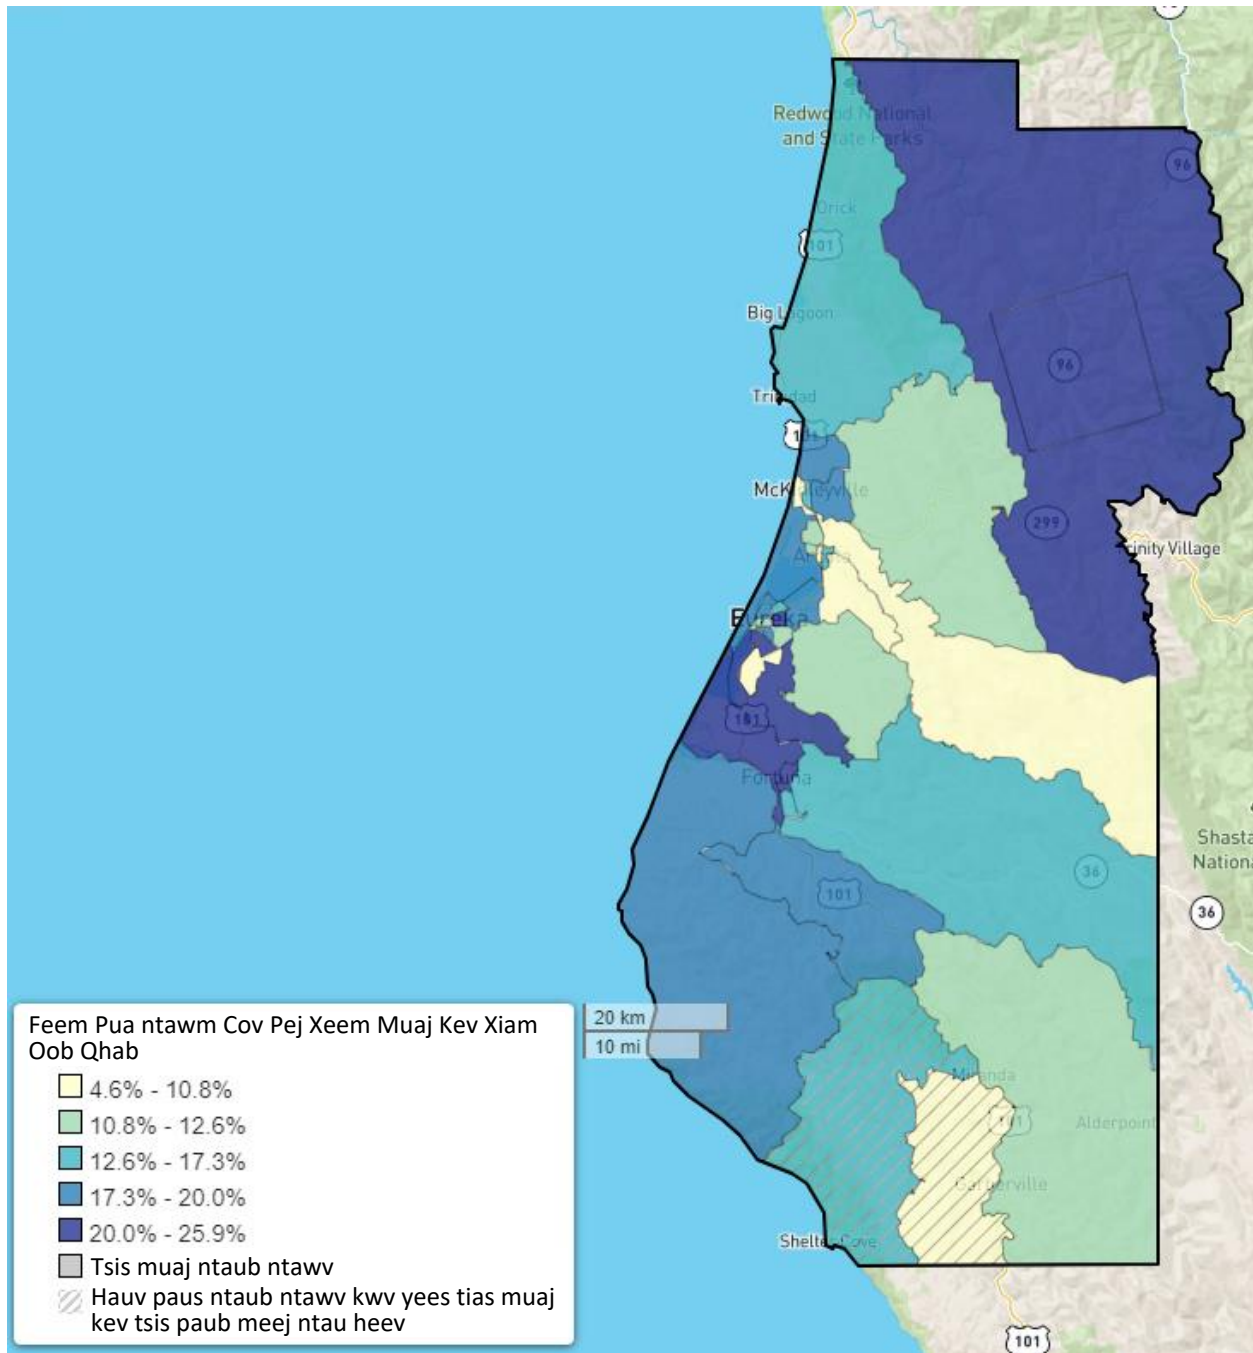 96
Redwood National
and State Parks
96
Orick
101
Big Lagoon
96
Trinidad
101
McKinleyville
299
Trinity Village
Arcata
Eureka
101
Fortuna
Shasta
National
36
101
36
20 km
10 mi
Miranda
101
Alderpoint
Garberville
Shelter Cove
101
Feem Pua ntawm Cov Pej Xeem Muaj Kev Xiam
Oob Qhab
4.6% - 10.8%
10.8% - 12.6%
12.6% - 17.3%
17.3% - 20.0%
20.0% - 25.9%
Tsis muaj ntaub ntawv
Hauv paus ntaub ntawv kwv yees tias muaj
kev tsis paub meej ntau heev